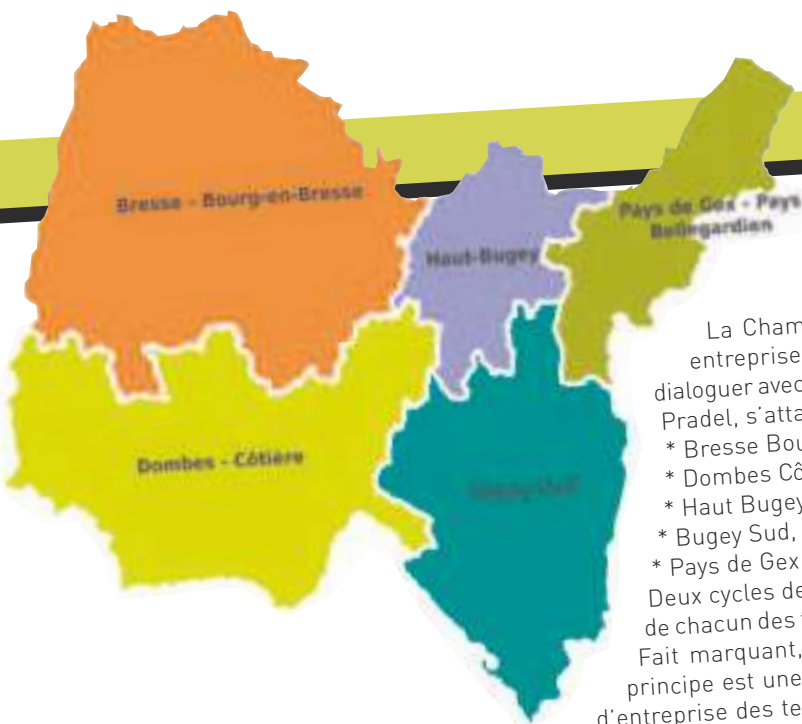 Bresse - Bourg-en-Bresse
Haut-Bugey
Pays de Gex - Pays
Bellegardien
Dombes - Côtière
La Cham
entreprise
dialoguer avec
Pradel, s'atta
* Bresse Bou
* Dombes Cô
* Haut Bugey
* Bugey Sud,
* Pays de Gex
Deux cycles de
de chacun des
Fait marquant,
principe est une
d'entreprise des te